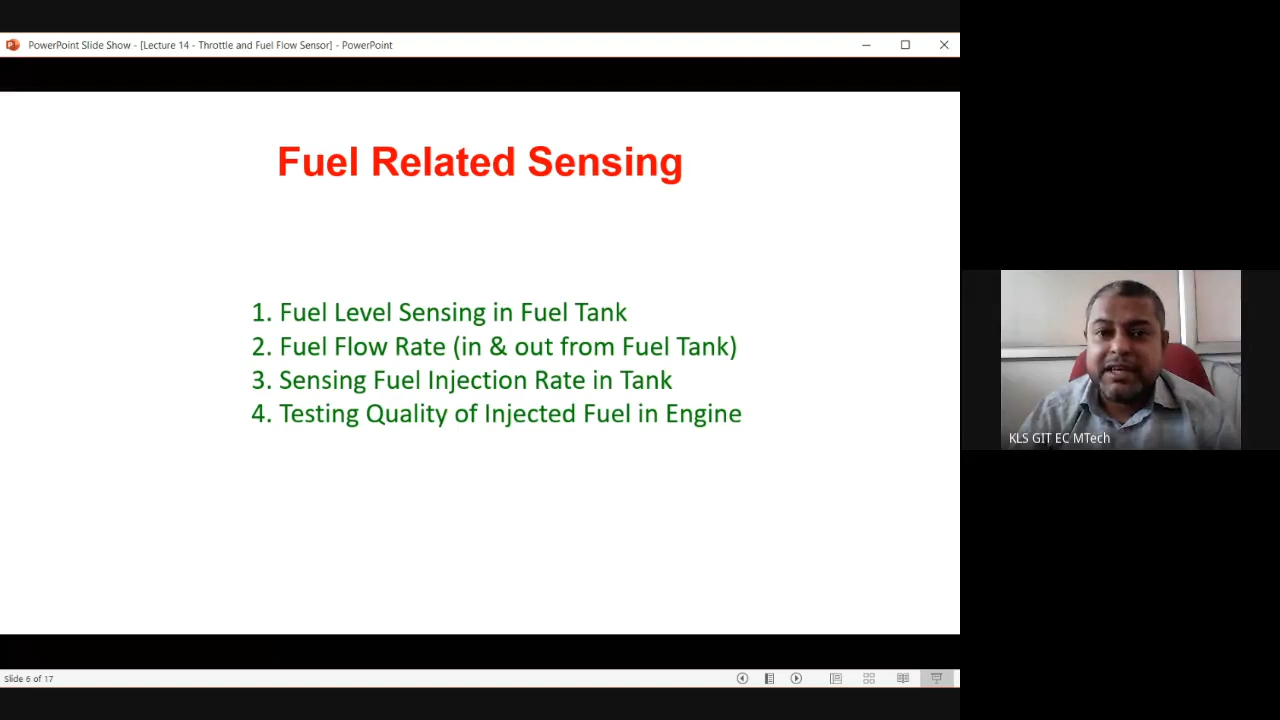 PowerPoint Slide Show - [Lecture 14 - Throttle and Fuel Flow Sensor] - PowerPoint
Fuel Related Sensing
1. Fuel Level Sensing in Fuel Tank
2. Fuel Flow Rate (in & out from Fuel Tank)
3. Sensing Fuel Injection Rate in Tank
4. Testing Quality of Injected Fuel in Engine
KLS GIT EC MTech
Slide 6 of 17